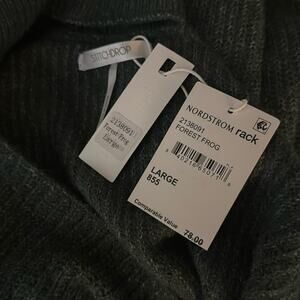 STITCHDROP
2138091
Forest Frog
Large
NORDSTROM rack
2138091
FOREST FROG
LARGE
855
Comparable Value
78.00